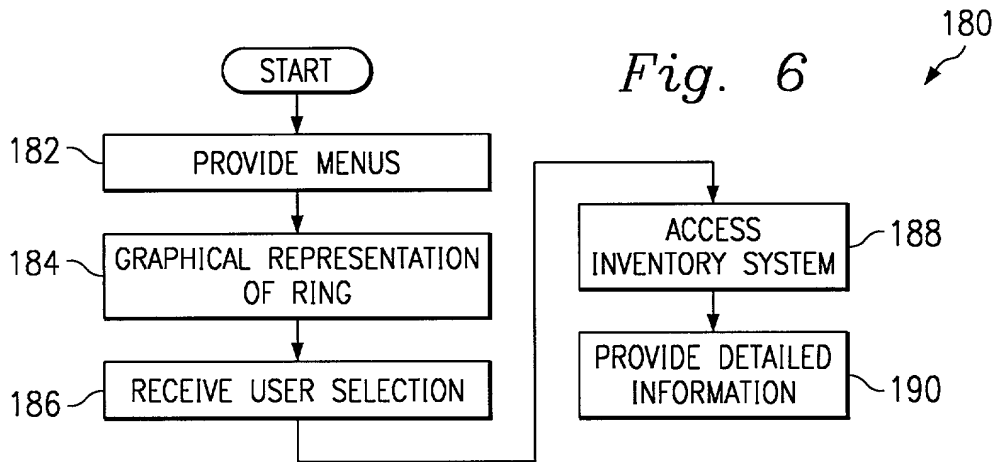 180
Fig. 6
START
182
PROVIDE MENUS
184
GRAPHICAL REPRESENTATION
OF RING
186
RECEIVE USER SELECTION
ACCESS
INVENTORY SYSTEM
188
PROVIDE DETAILED
INFORMATION
190